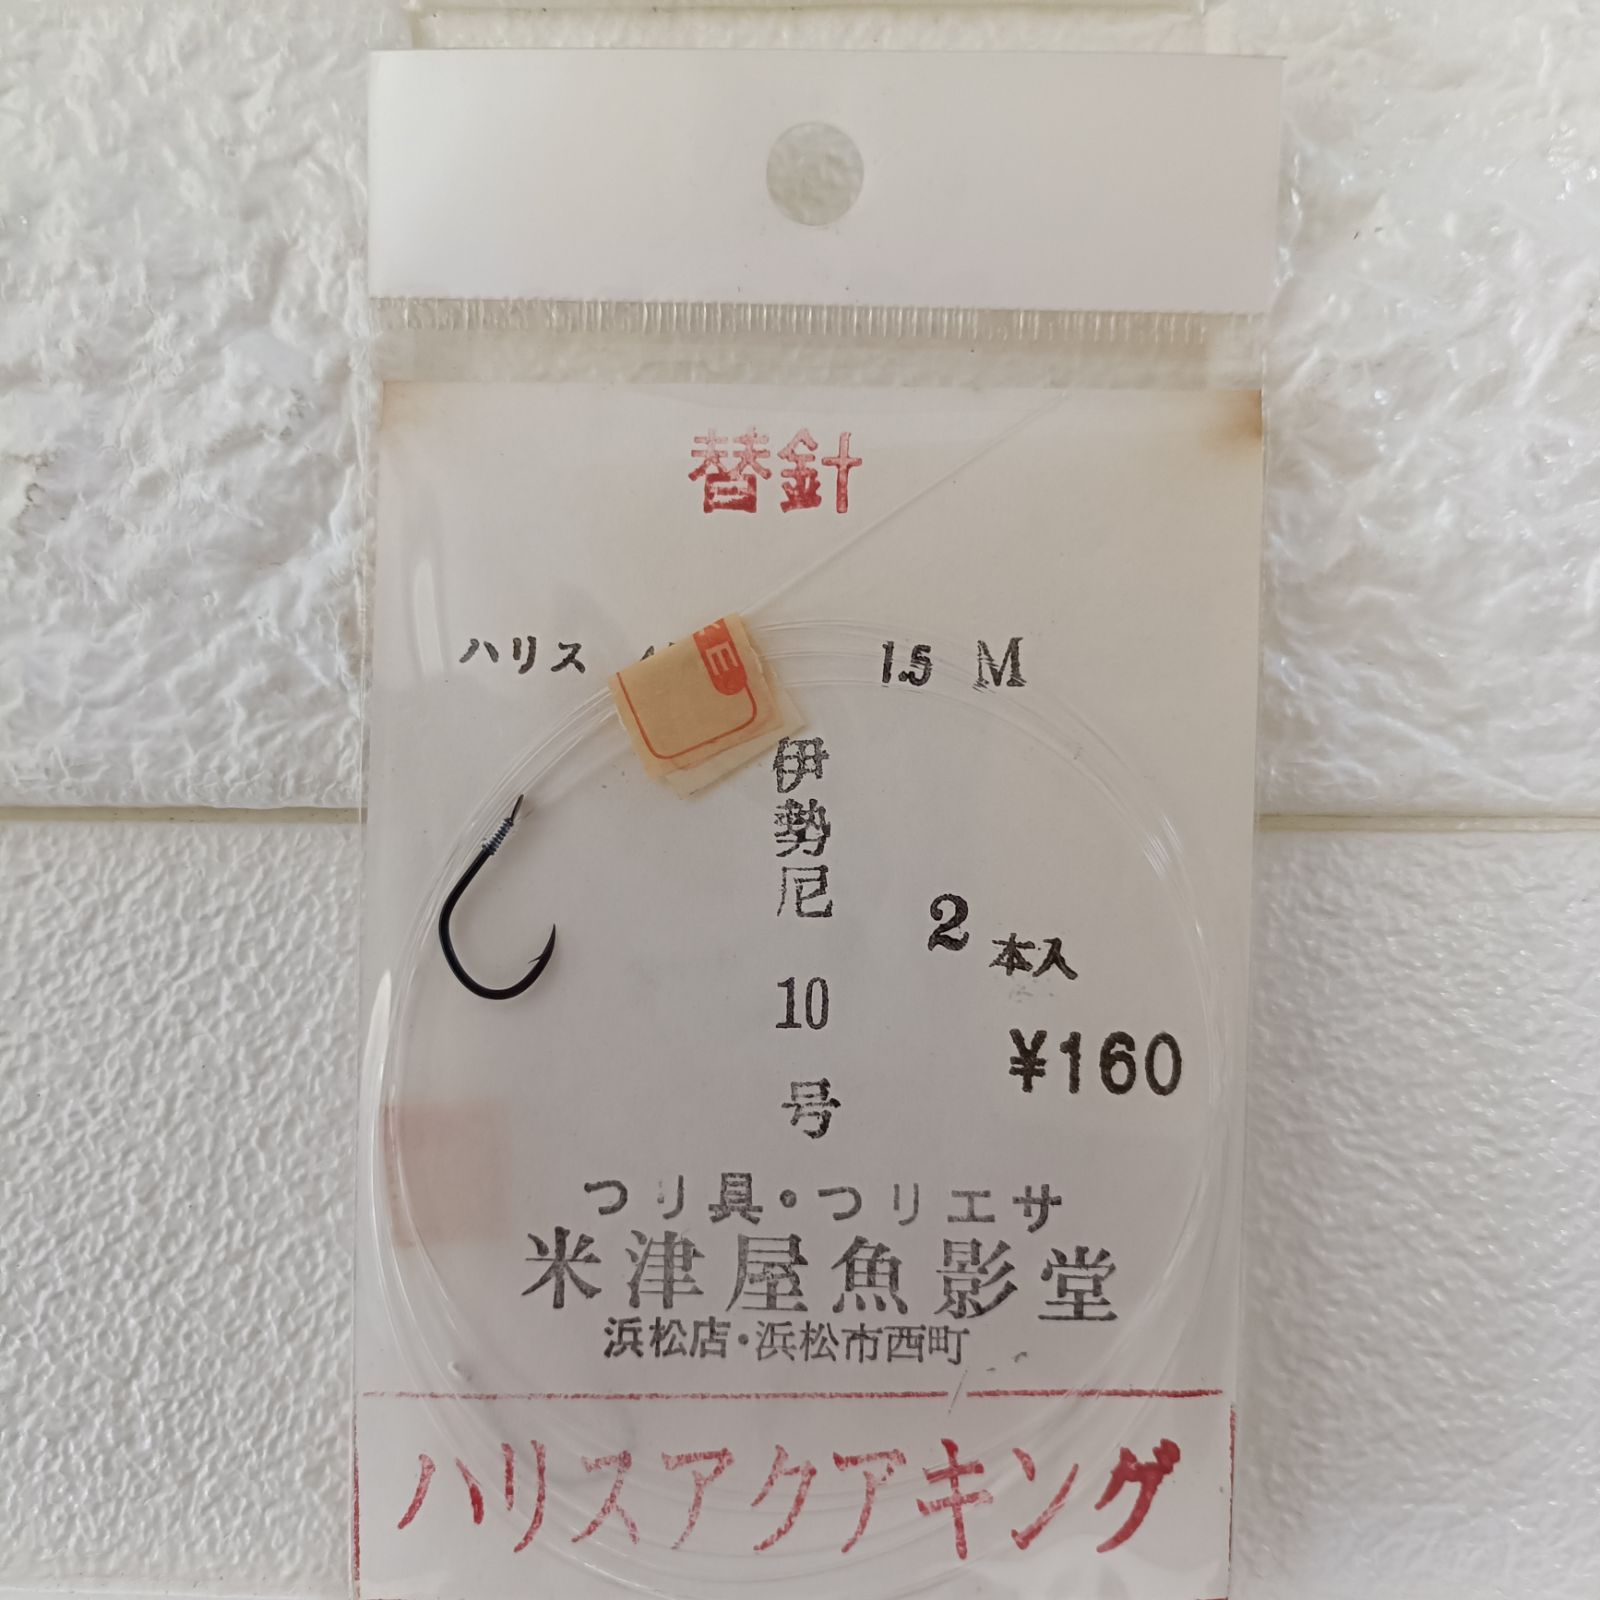 替針
ハリス
1.5 M
伊勢尼 10 号
2 本入
¥160
つり具・つりエサ
米津屋魚影堂
浜松店・浜松市西町
ハリスアクアキング